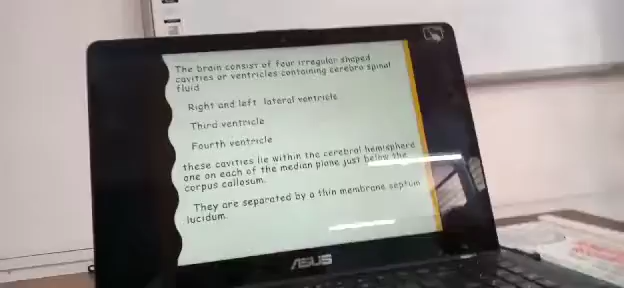 The brain consist of four irregular shaped
cavities or ventricles containing cerebro spinal
fluid
Right and left lateral ventricle
Third ventricle
Fourth ventricle
these cavities lie within the cerebral hemisphere
one on each of the median plane just below the
corpus callosum.
They are separated by a thin membrane septum
lucidum.
ASUS